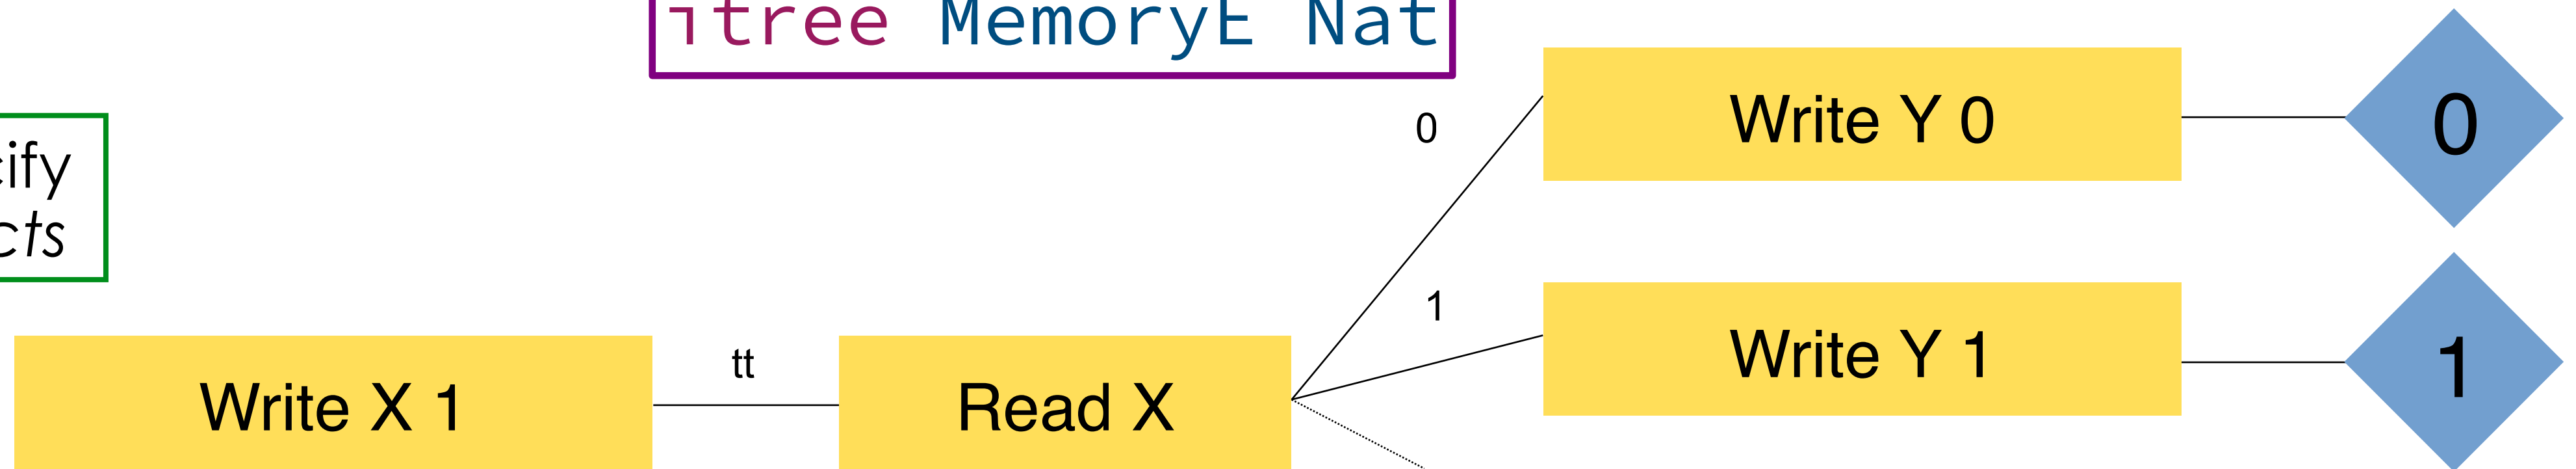 itree MemoryE Nat
0
Write Y 0
0
ify
cts
1
Write Y 1
1
tt
Write X 1
Read X